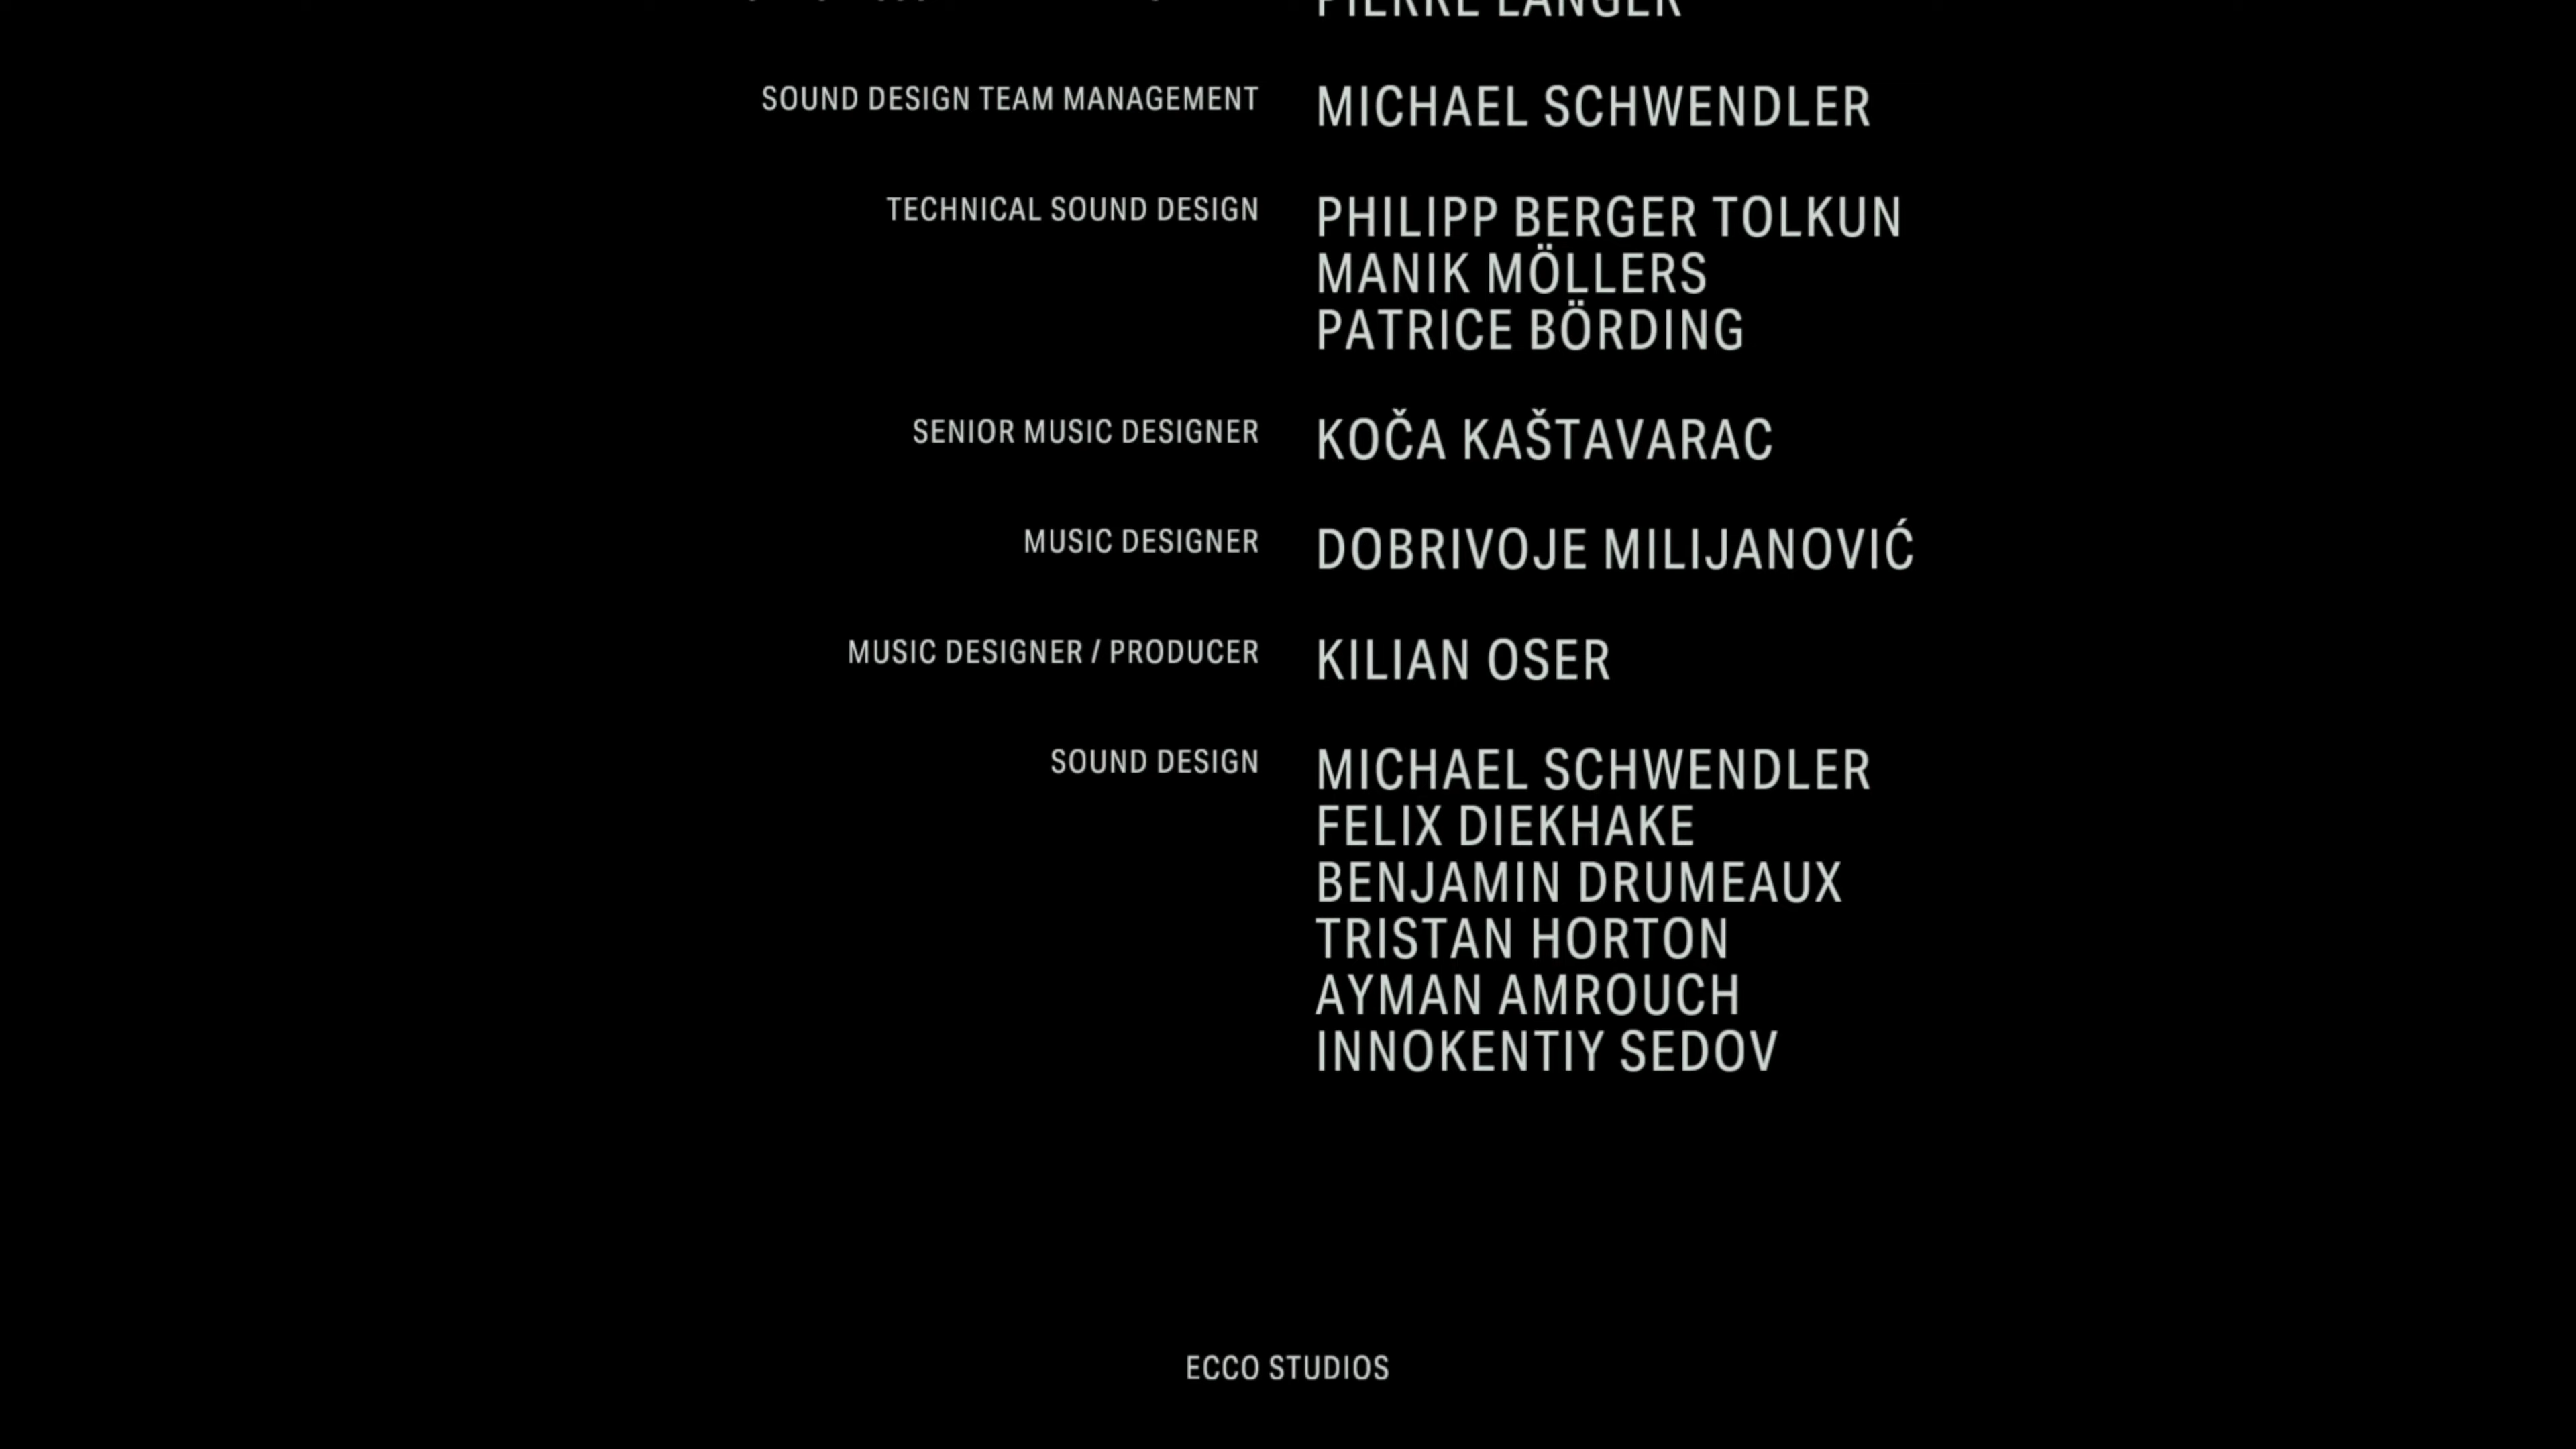 PIERRE LANGER
SOUND DESIGN TEAM MANAGEMENT MICHAEL SCHWENDLER
TECHNICAL SOUND DESIGN PHILIPP BERGER TOLKUN
MANIK MÖLLERS
PATRICE BÖRDING
SENIOR MUSIC DESIGNER KOČA KAŠTAVARAC
MUSIC DESIGNER DOBRIVOJE MILIJANOVIĆ
MUSIC DESIGNER / PRODUCER KILIAN OSER
SOUND DESIGN MICHAEL SCHWENDLER
FELIX DIEKHAKE
BENJAMIN DRUMEAUX
TRISTAN HORTON
AYMAN AMROUCH
INNOKENTIY SEDOV
ECCO STUDIOS